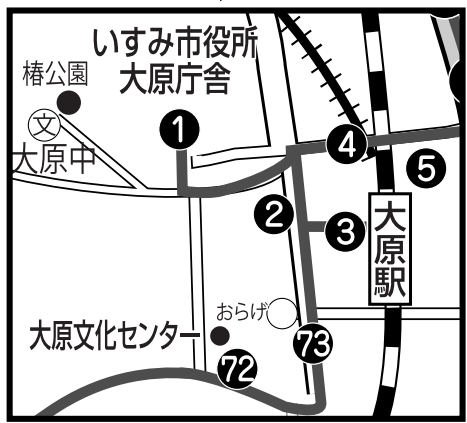 いすみ市役所
大原庁舎
椿公園
文
大原中
1
4
5
2
3
大原駅
おらげ
大原文化センター
73
72